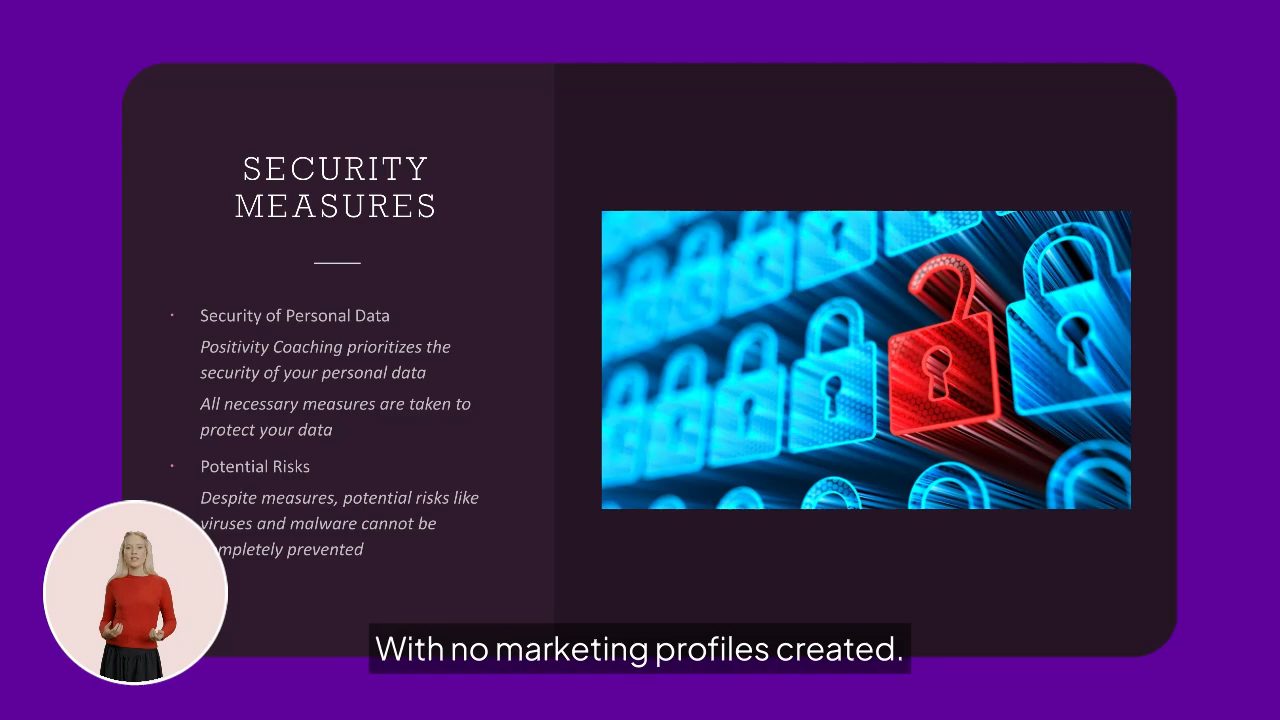 SECURITY
MEASURES
Security of Personal Data
Positivity Coaching prioritizes the
security of your personal data
All necessary measures are taken to
protect your data
Potential Risks
Despite measures, potential risks like
viruses and malware cannot be
mpletely prevented
With no marketing profiles created.